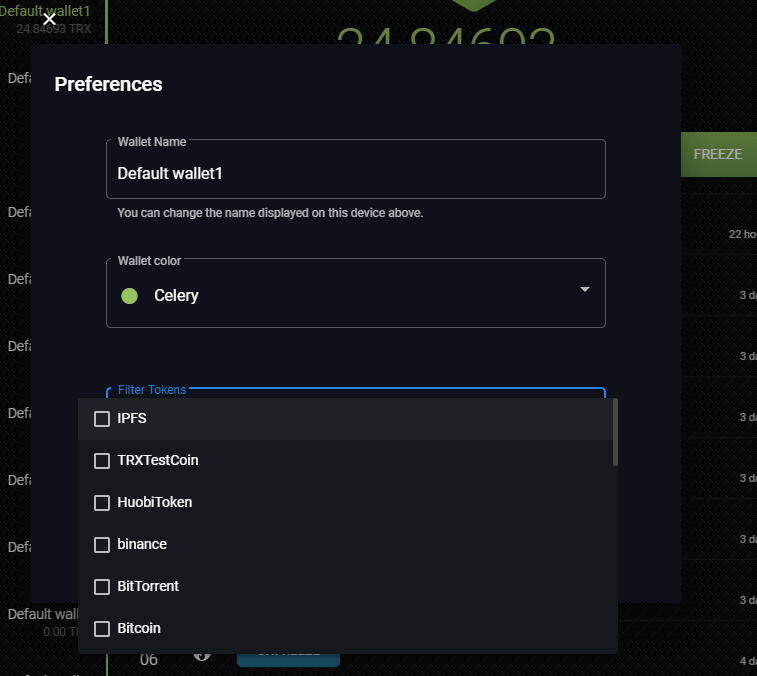 Default wallet1
24.84693 TRX
24.84693
Preferences
Wallet Name
Default wallet1
You can change the name displayed on this device above.
FREEZE
22 ho
Wallet color
Celery
3 d
3 d
Filter Tokens
IPFS
3 d
TRXTestCoin
3 d
HuobiToken
binance
3 d
BitTorrent
3 d
Bitcoin
Default wall
0.00 T
06
4 d
Defa
Defa
Defa
Defa
Defa
Defa
Defa